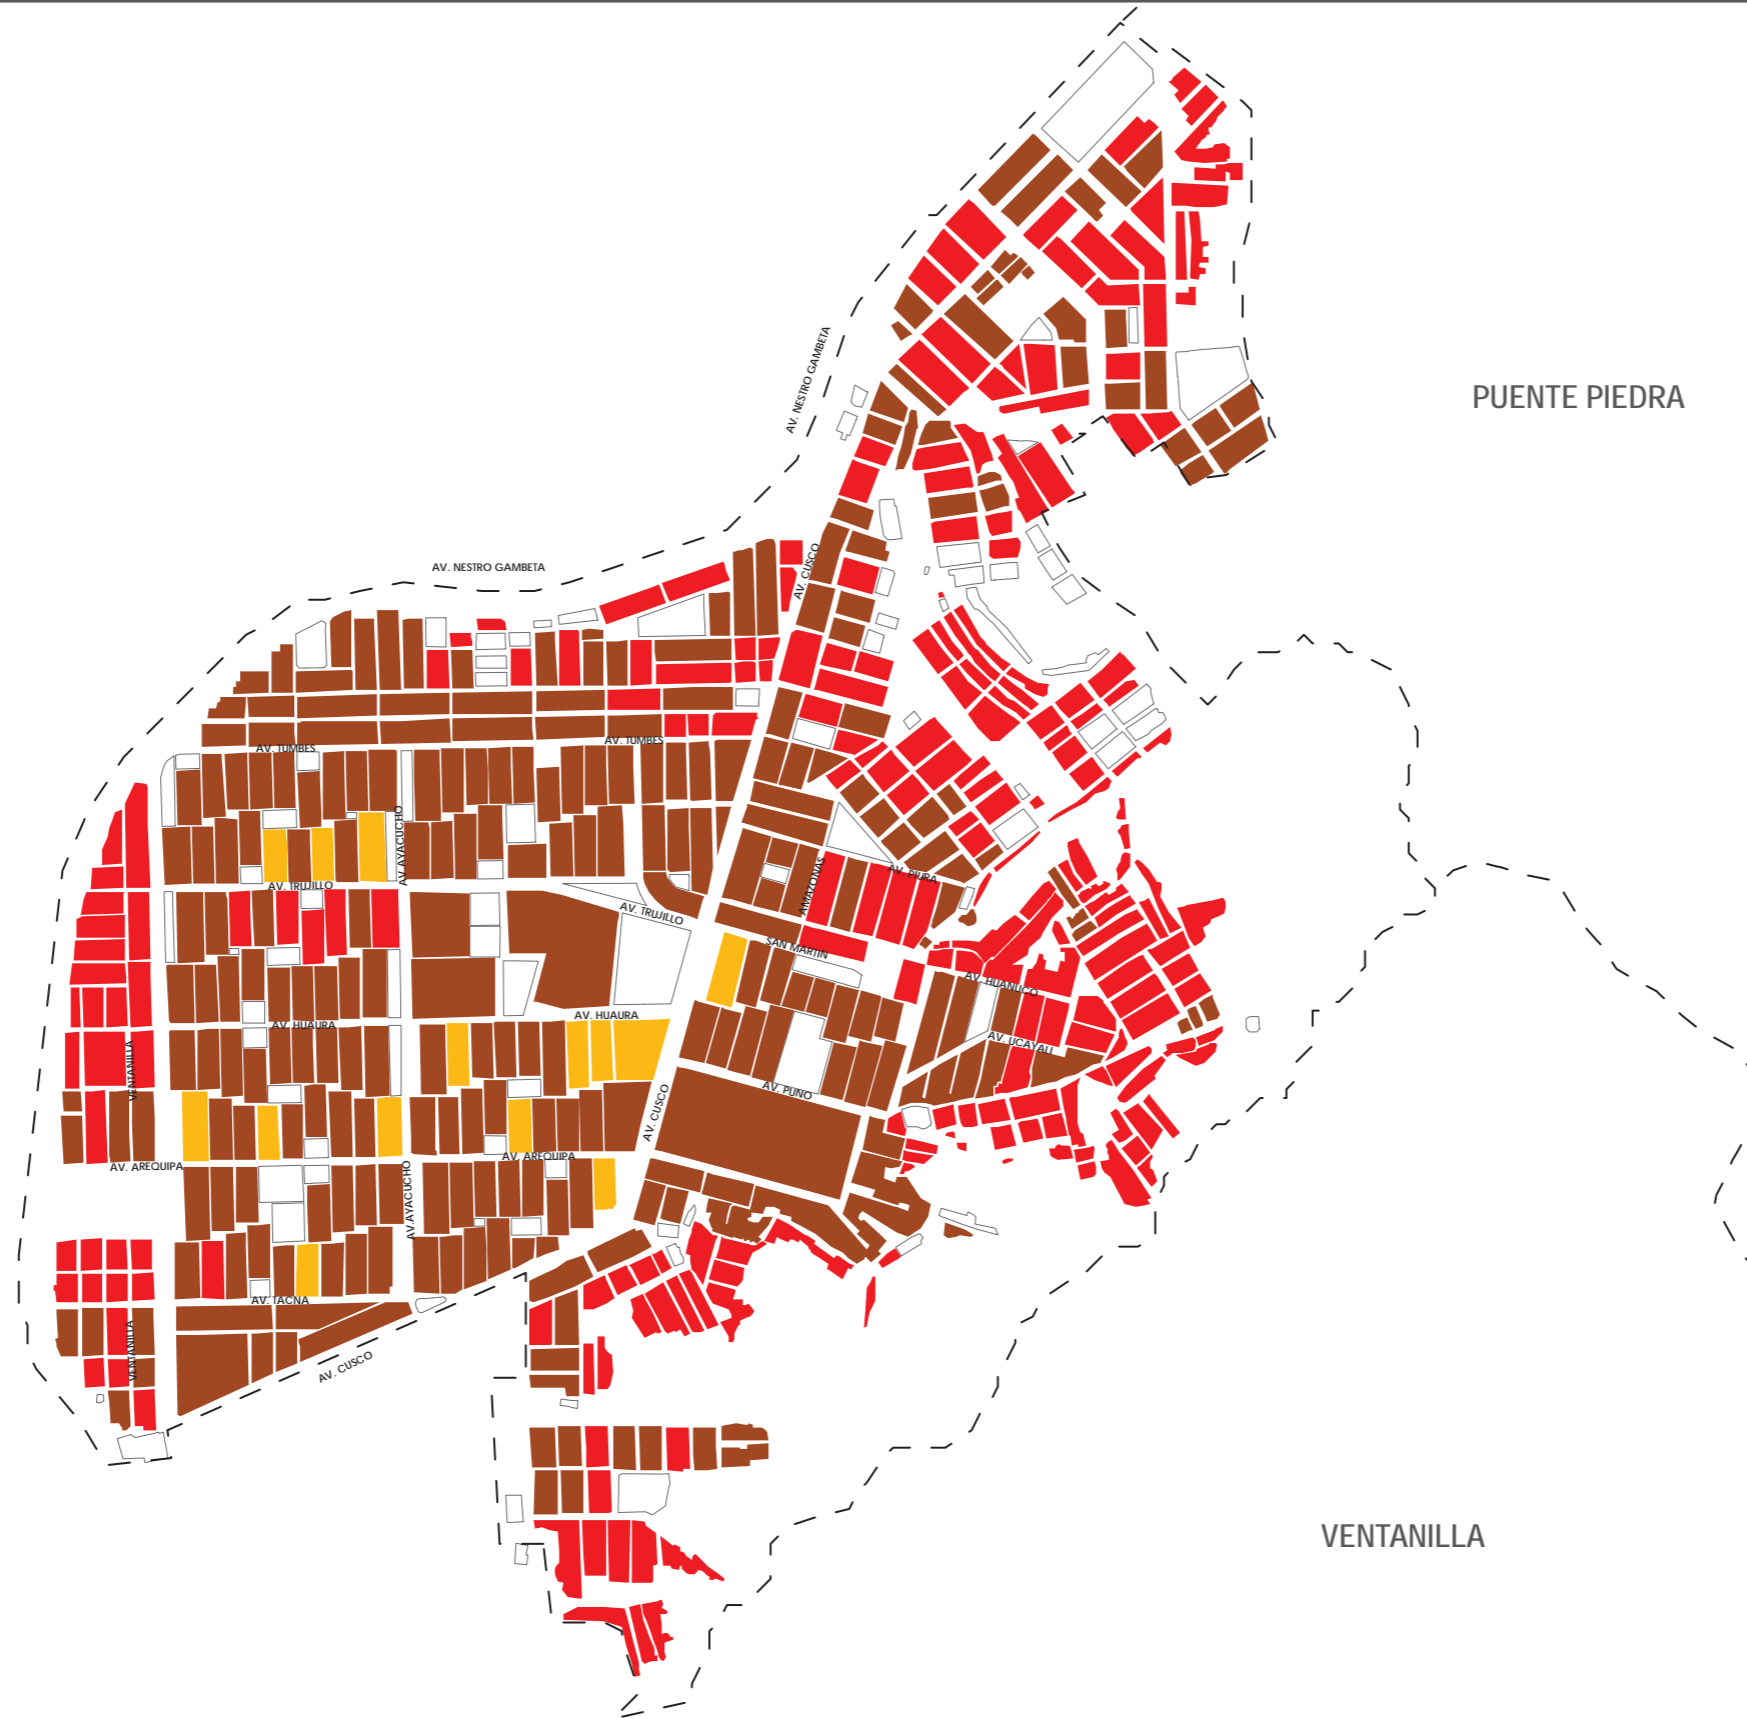 PUENTE PIEDRA
AV. NESTRO GAMBETA
AV. NESTRO GAMBETA
AV. CUSCO
AV. TUMBES
AV. TUMBES
AV. AYACUCHO
AMAZONAS
AV. PIURA
AV. TRUJILLO
AV. TRUJILLO
SAN MARTIN
AV. HUANUCO
AV. HUAURA
AV. HUAURA
AV. UCAYALI
VENTANILLA
AV. PUNO
AV. CUSCO
AV. AREQUIPA
AV. AREQUIPA
AV.AYACUCHO
AV. TACNA
VENTANILLA
AV. CUSCO
VENTANILLA